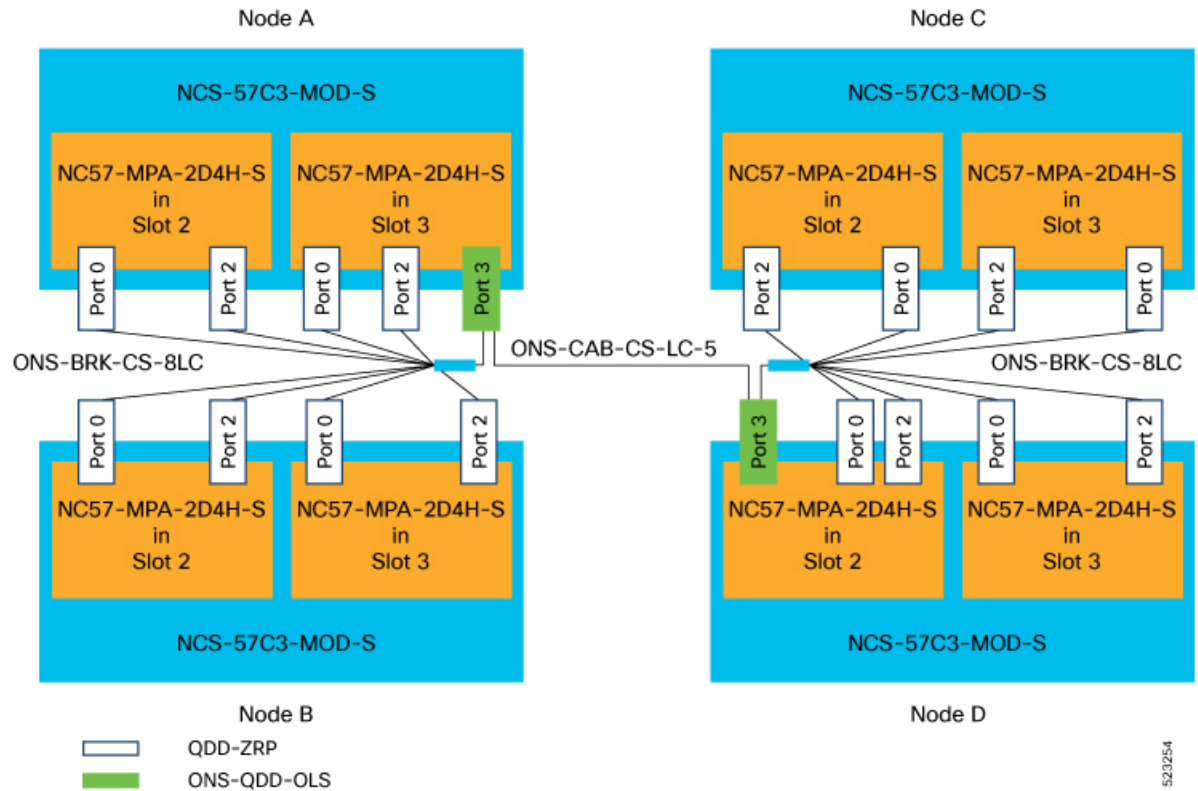 Node A
Node C
NCS-57C3-MOD-S
NCS-57C3-MOD-S
NC57-MPA-2D4H-S
in
Slot 2
NC57-MPA-2D4H-S
in
Slot 3
NC57-MPA-2D4H-S
in
Slot 2
NC57-MPA-2D4H-S
in
Slot 3
Port 0
Port 2
Port 0
Port 2
Port 3
Port 2
Port 0
Port 2
Port 0
ONS-BRK-CS-8LC
ONS-CAB-CS-LC-5
ONS-BRK-CS-8LC
Port 0
Port 2
Port 0
Port 2
Port 3
Port 0
Port 2
Port 0
Port 2
NC57-MPA-2D4H-S
in
Slot 2
NC57-MPA-2D4H-S
in
Slot 3
NC57-MPA-2D4H-S
in
Slot 2
NC57-MPA-2D4H-S
in
Slot 3
NCS-57C3-MOD-S
NCS-57C3-MOD-S
Node B
Node D
QDD-ZRP
ONS-QDD-OLS
523254